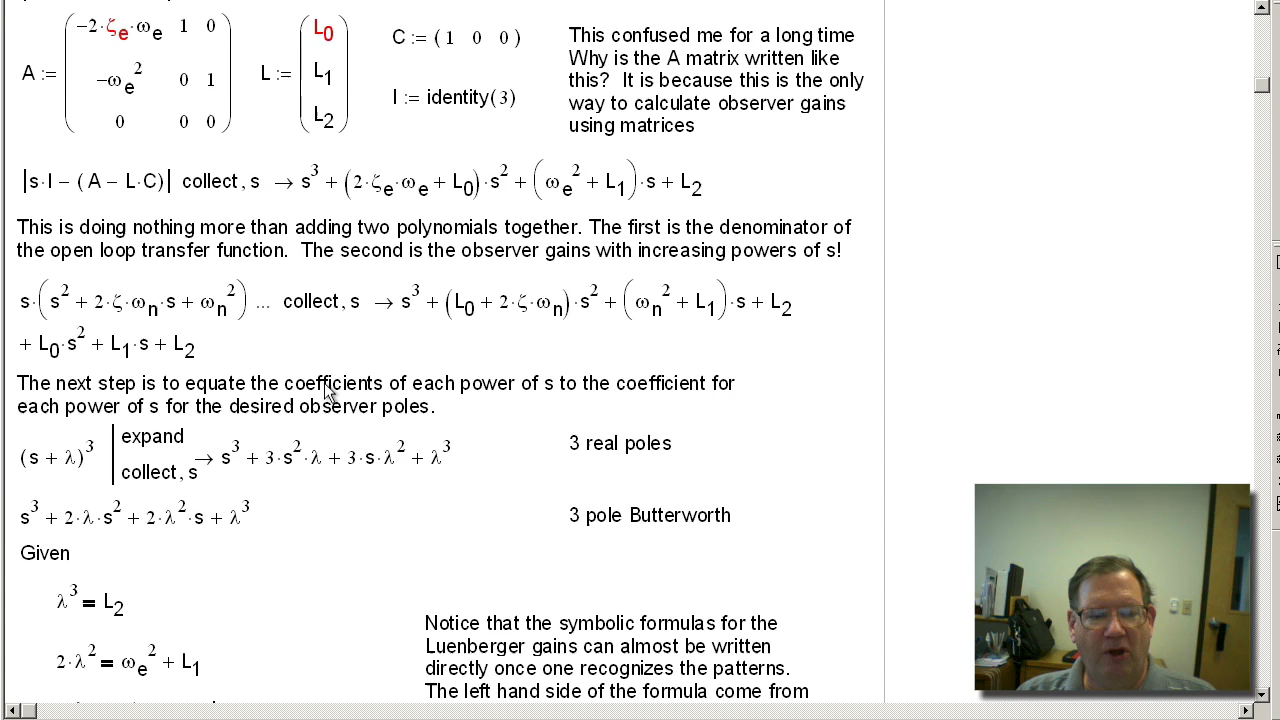 A := ( −2·ζe·ωe 1 0 −ωe² 0 1 0 0 0 ) L := ( L0 L1 L2 ) C := ( 1 0 0 )
I := identity(3)
This confused me for a long time
Why is the A matrix written like
this? It is because this is the only
way to calculate observer gains
using matrices
|s·I − (A − L·C)| collect, s → s³ + (2·ζe·ωe + L0)·s² + (ωe² + L1)·s + L2
This is doing nothing more than adding two polynomials together. The first is the denominator of
the open loop transfer function. The second is the observer gains with increasing powers of s!
s·(s² + 2·ζ·ωn·s + ωn²) ... collect, s → s³ + (L0 + 2·ζ·ωn)·s² + (ωn² + L1)·s + L2
+ L0·s² + L1·s + L2
The next step is to equate the coefficients of each power of s to the coefficient for
each power of s for the desired observer poles.
(s + λ)³ | expand collect, s → s³ + 3·s²·λ + 3·s·λ² + λ³ 3 real poles
s³ + 2·λ·s² + 2·λ²·s + λ³ 3 pole Butterworth
Given
λ³ = L2
2·λ² = ωe² + L1
Notice that the symbolic formulas for the
Luenberger gains can almost be written
directly once one recognizes the patterns.
The left hand side of the formula come from